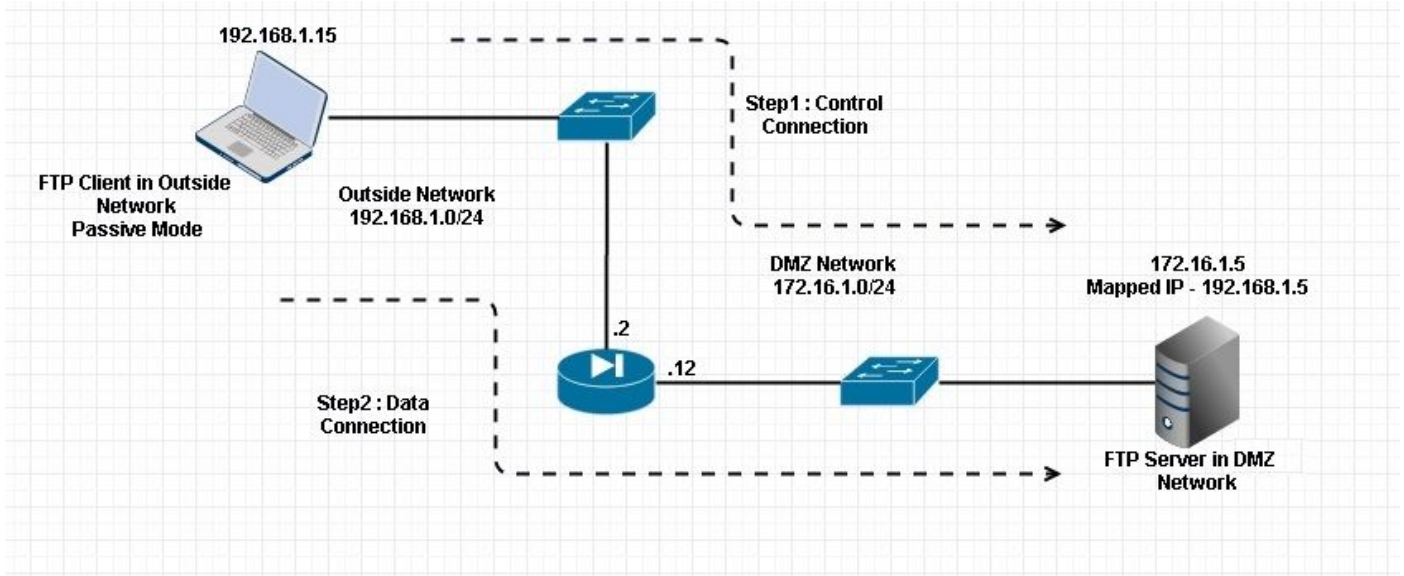 192.168.1.15
FTP Client in Outside
Network
Passive Mode
Outside Network
192.168.1.0/24
Step1 : Control
Connection
DMZ Network
172.16.1.0/24
172.16.1.5
Mapped IP - 192.168.1.5
.2
.12
Step2 : Data
Connection
FTP Server in DMZ
Network